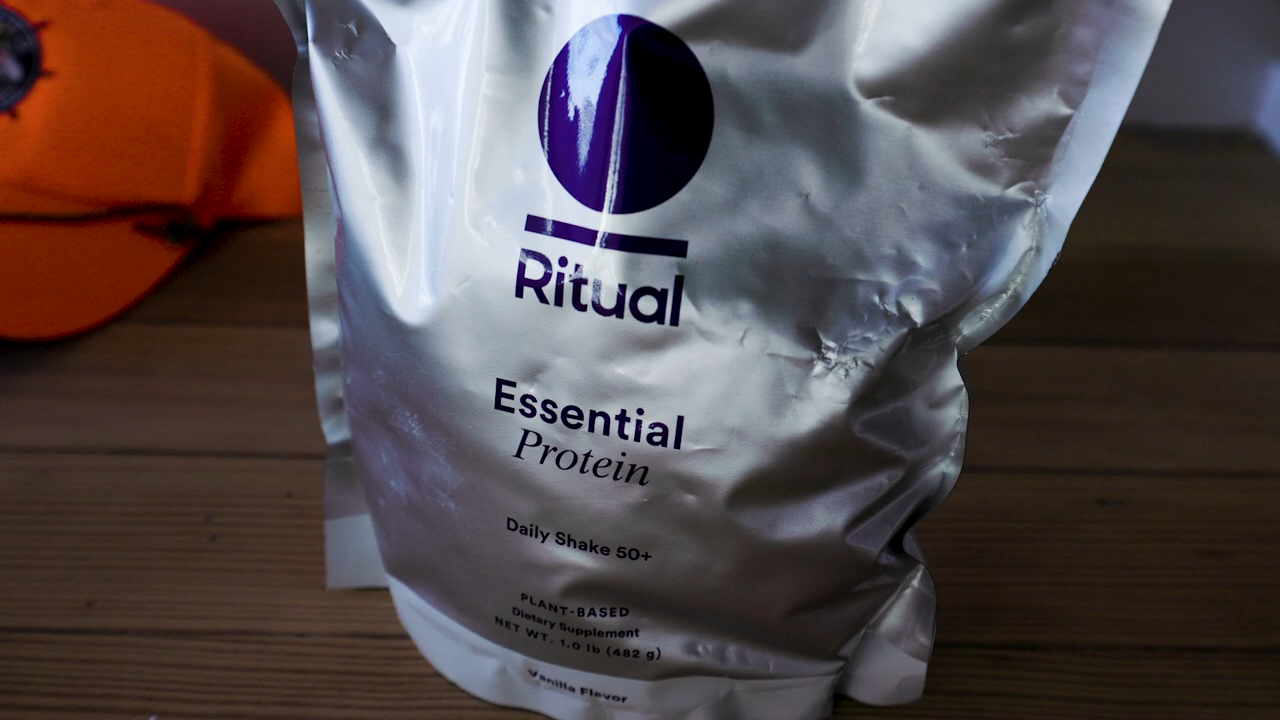 Ritual
Essential
Protein
Daily Shake 50+
PLANT-BASED
Dietary Supplement
NET WT. 1.0 lb (482 g)
Vanilla Flavor